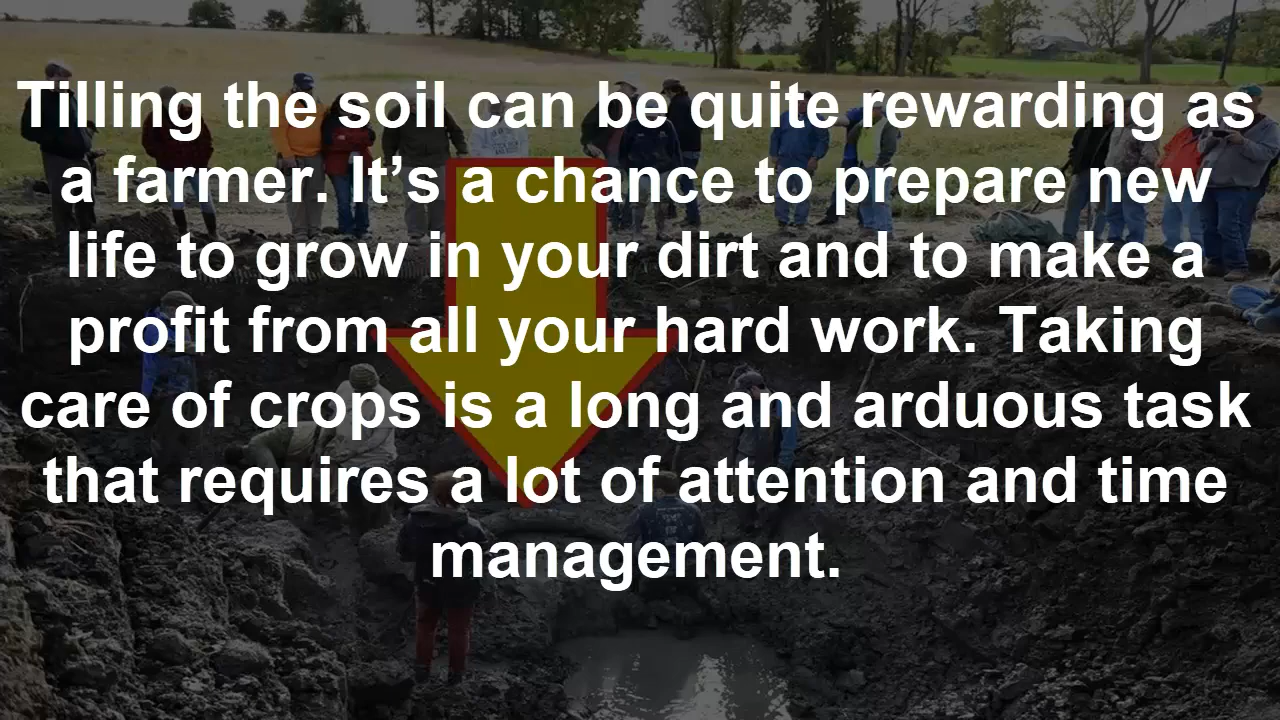 Tilling the soil can be quite rewarding as
a farmer. It’s a chance to prepare new
life to grow in your dirt and to make a
profit from all your hard work. Taking
care of crops is a long and arduous task
that requires a lot of attention and time
management.